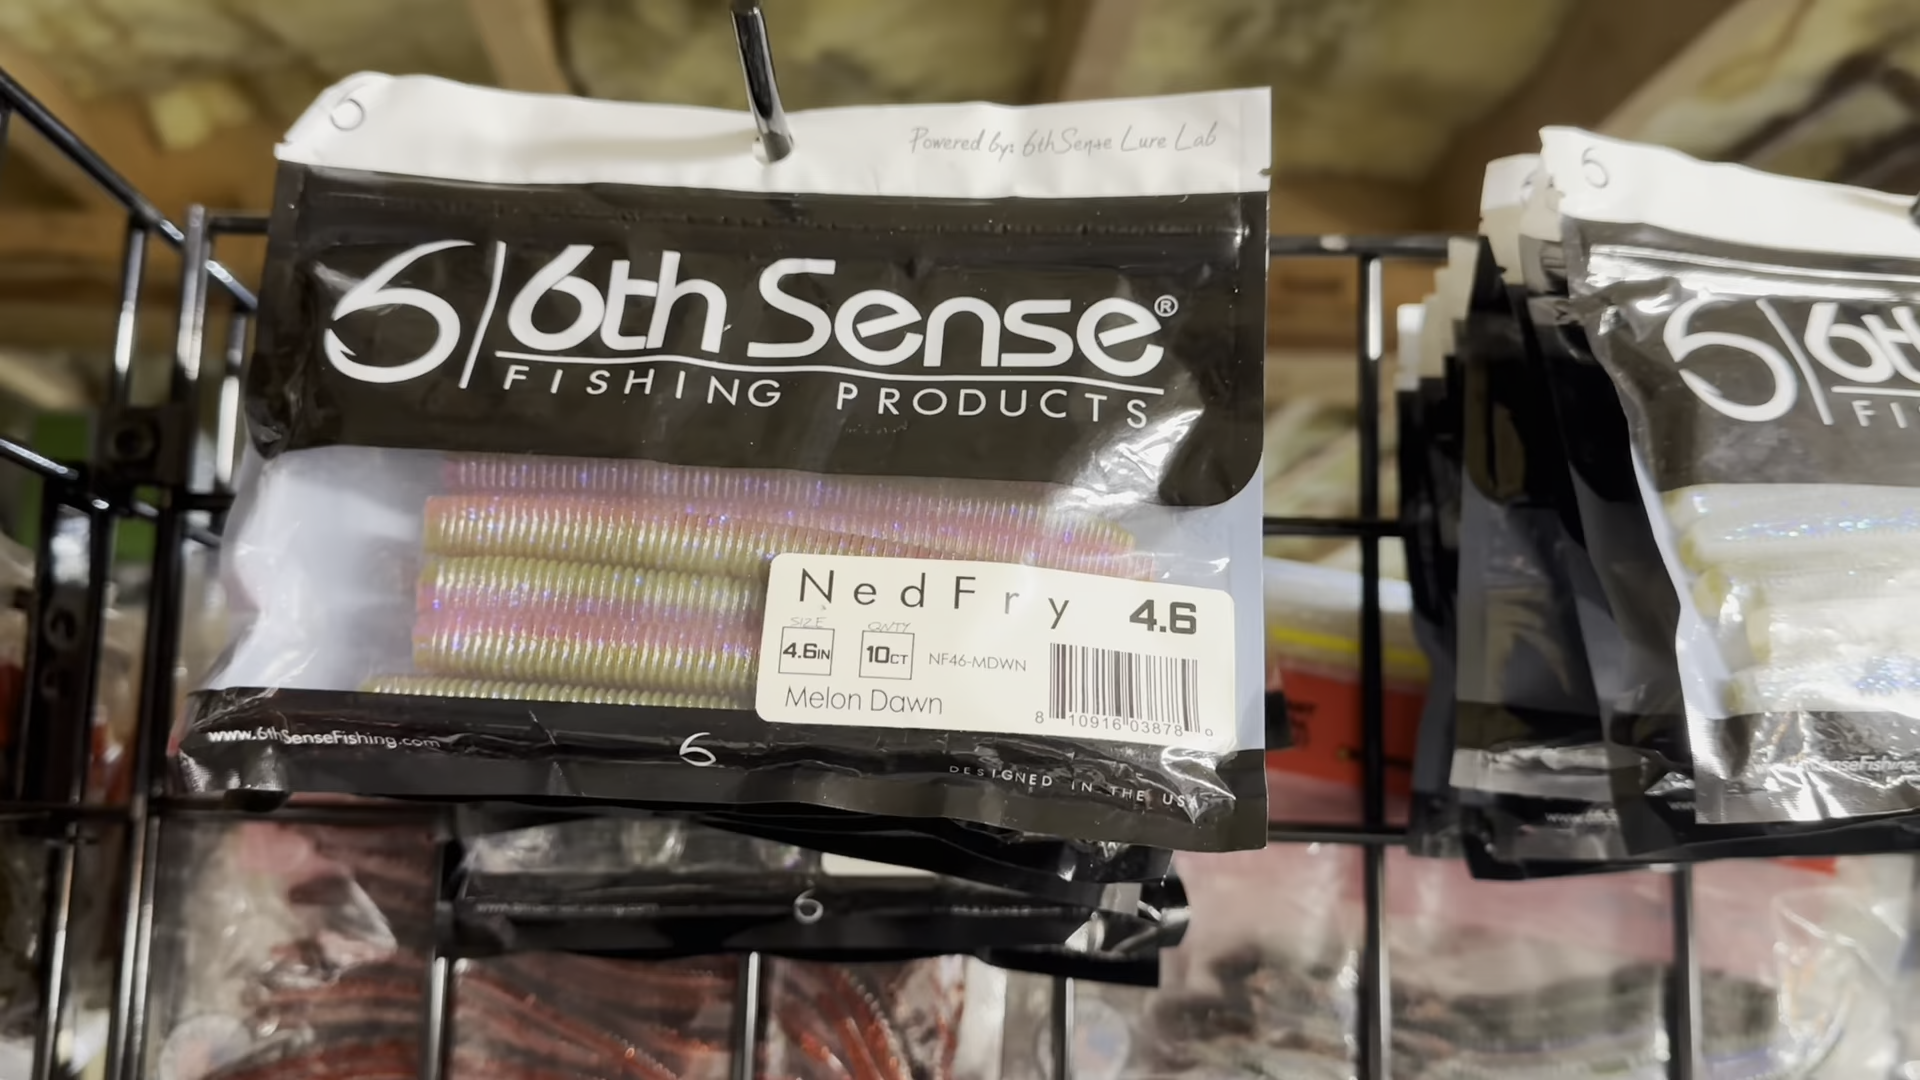 6
Powered by: 6th Sense Lure Lab
6 6th Sense®
FISHING PRODUCTS
NedFry 4.6
SIZE QNTY
4.6IN 10CT NF46-MDWN
Melon Dawn
8 10916 03878 9
www.6thSenseFishing.com
6
DESIGNED IN THE USA
6
6
6 6th
FI
senseFishing